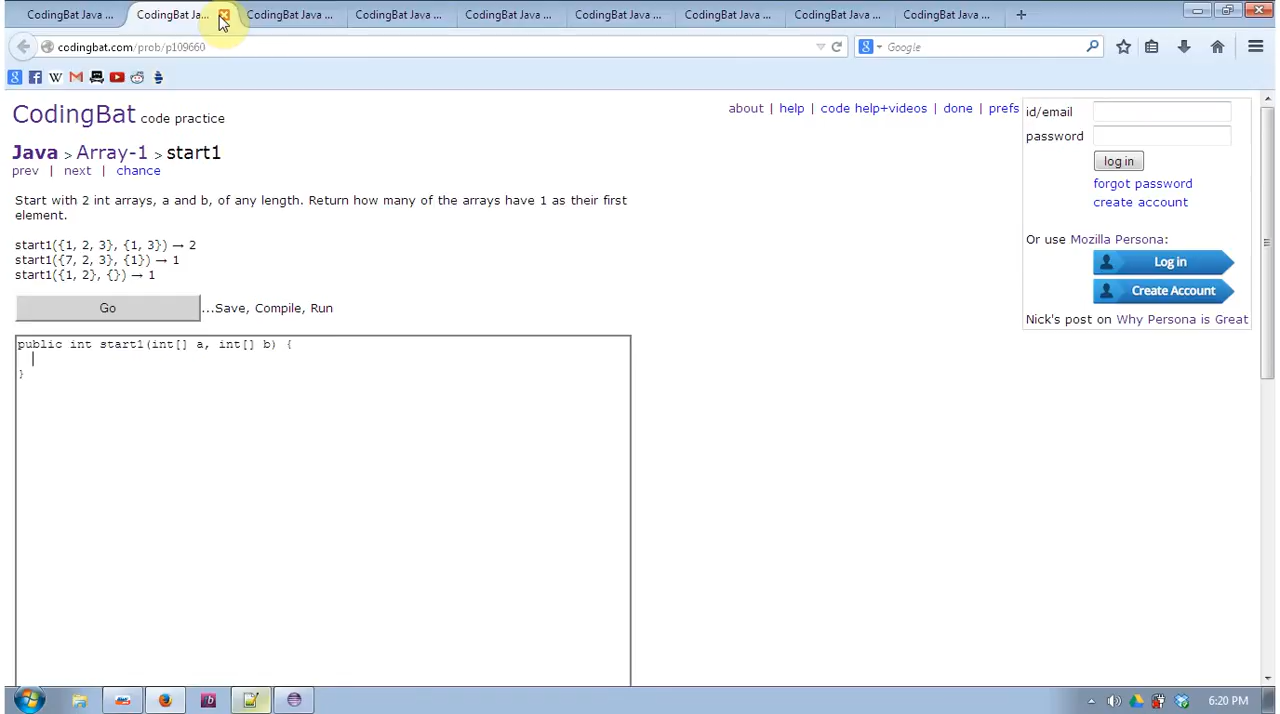 CodingBat Java ... CodingBat Ja... CodingBat Java ... CodingBat Java ... CodingBat Java ... CodingBat Java ... CodingBat Java ... CodingBat Java ... CodingBat Java ...
codingbat.com/prob/p109660 Google
CodingBat code practice
about | help | code help+videos | done | prefs
id/email
password
log in
forgot password
create account
Or use Mozilla Persona:
Log in
Create Account
Nick's post on Why Persona is Great
Java > Array-1 > start1
prev | next | chance
Start with 2 int arrays, a and b, of any length. Return how many of the arrays have 1 as their first
element.
start1({1, 2, 3}, {1, 3}) → 2
start1({7, 2, 3}, {1}) → 1
start1({1, 2}, {}) → 1
Go ...Save, Compile, Run
public int start1(int[] a, int[] b) {
}
6:20 PM